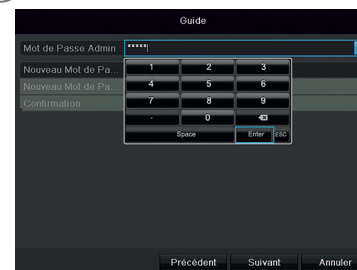 Guide
Mot de Passe Admin *****
Nouveau Mot de Pa...
Nouveau Mot de Pa...
Confirmation
1 2 3
4 5 6
7 8 9
. 0
Space Enter ESC
Précédent Suivant Annuler